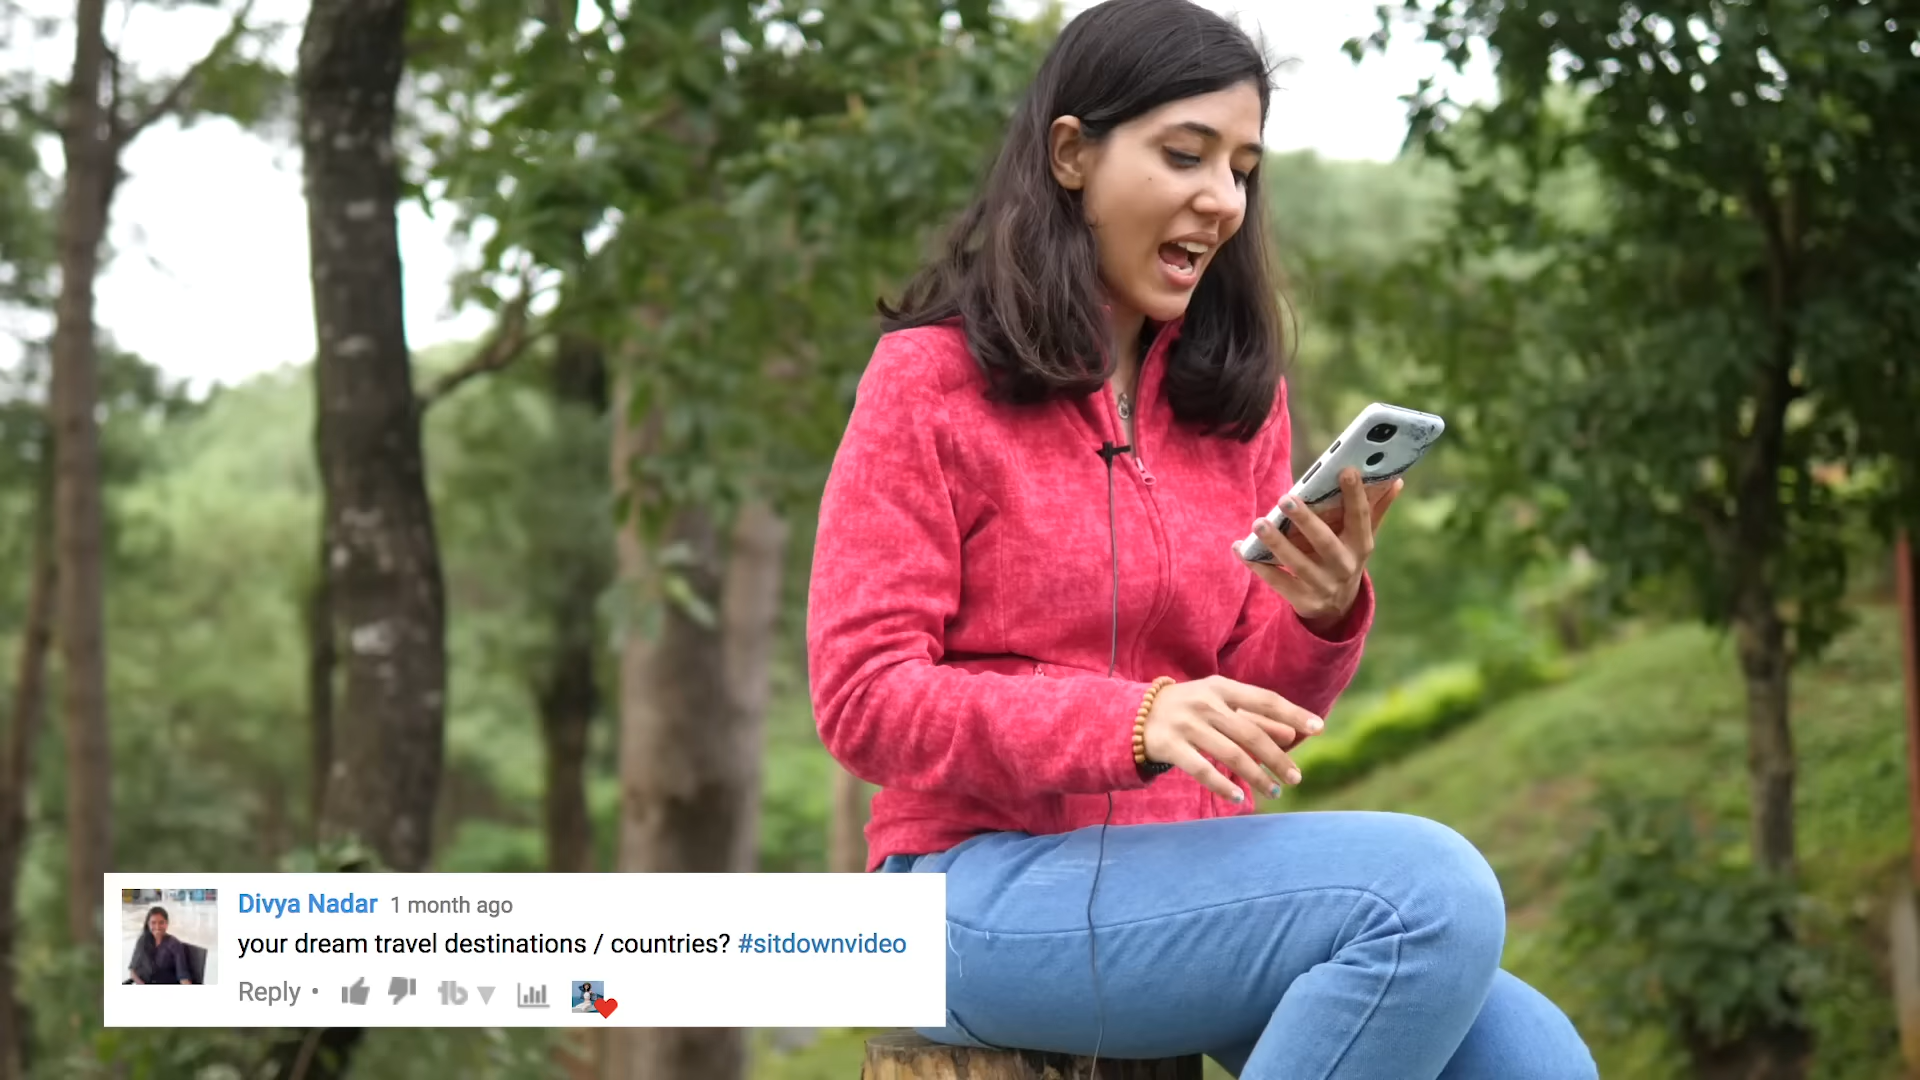 Divya Nadar 1 month ago
your dream travel destinations / countries? #sitdownvideo
Reply •